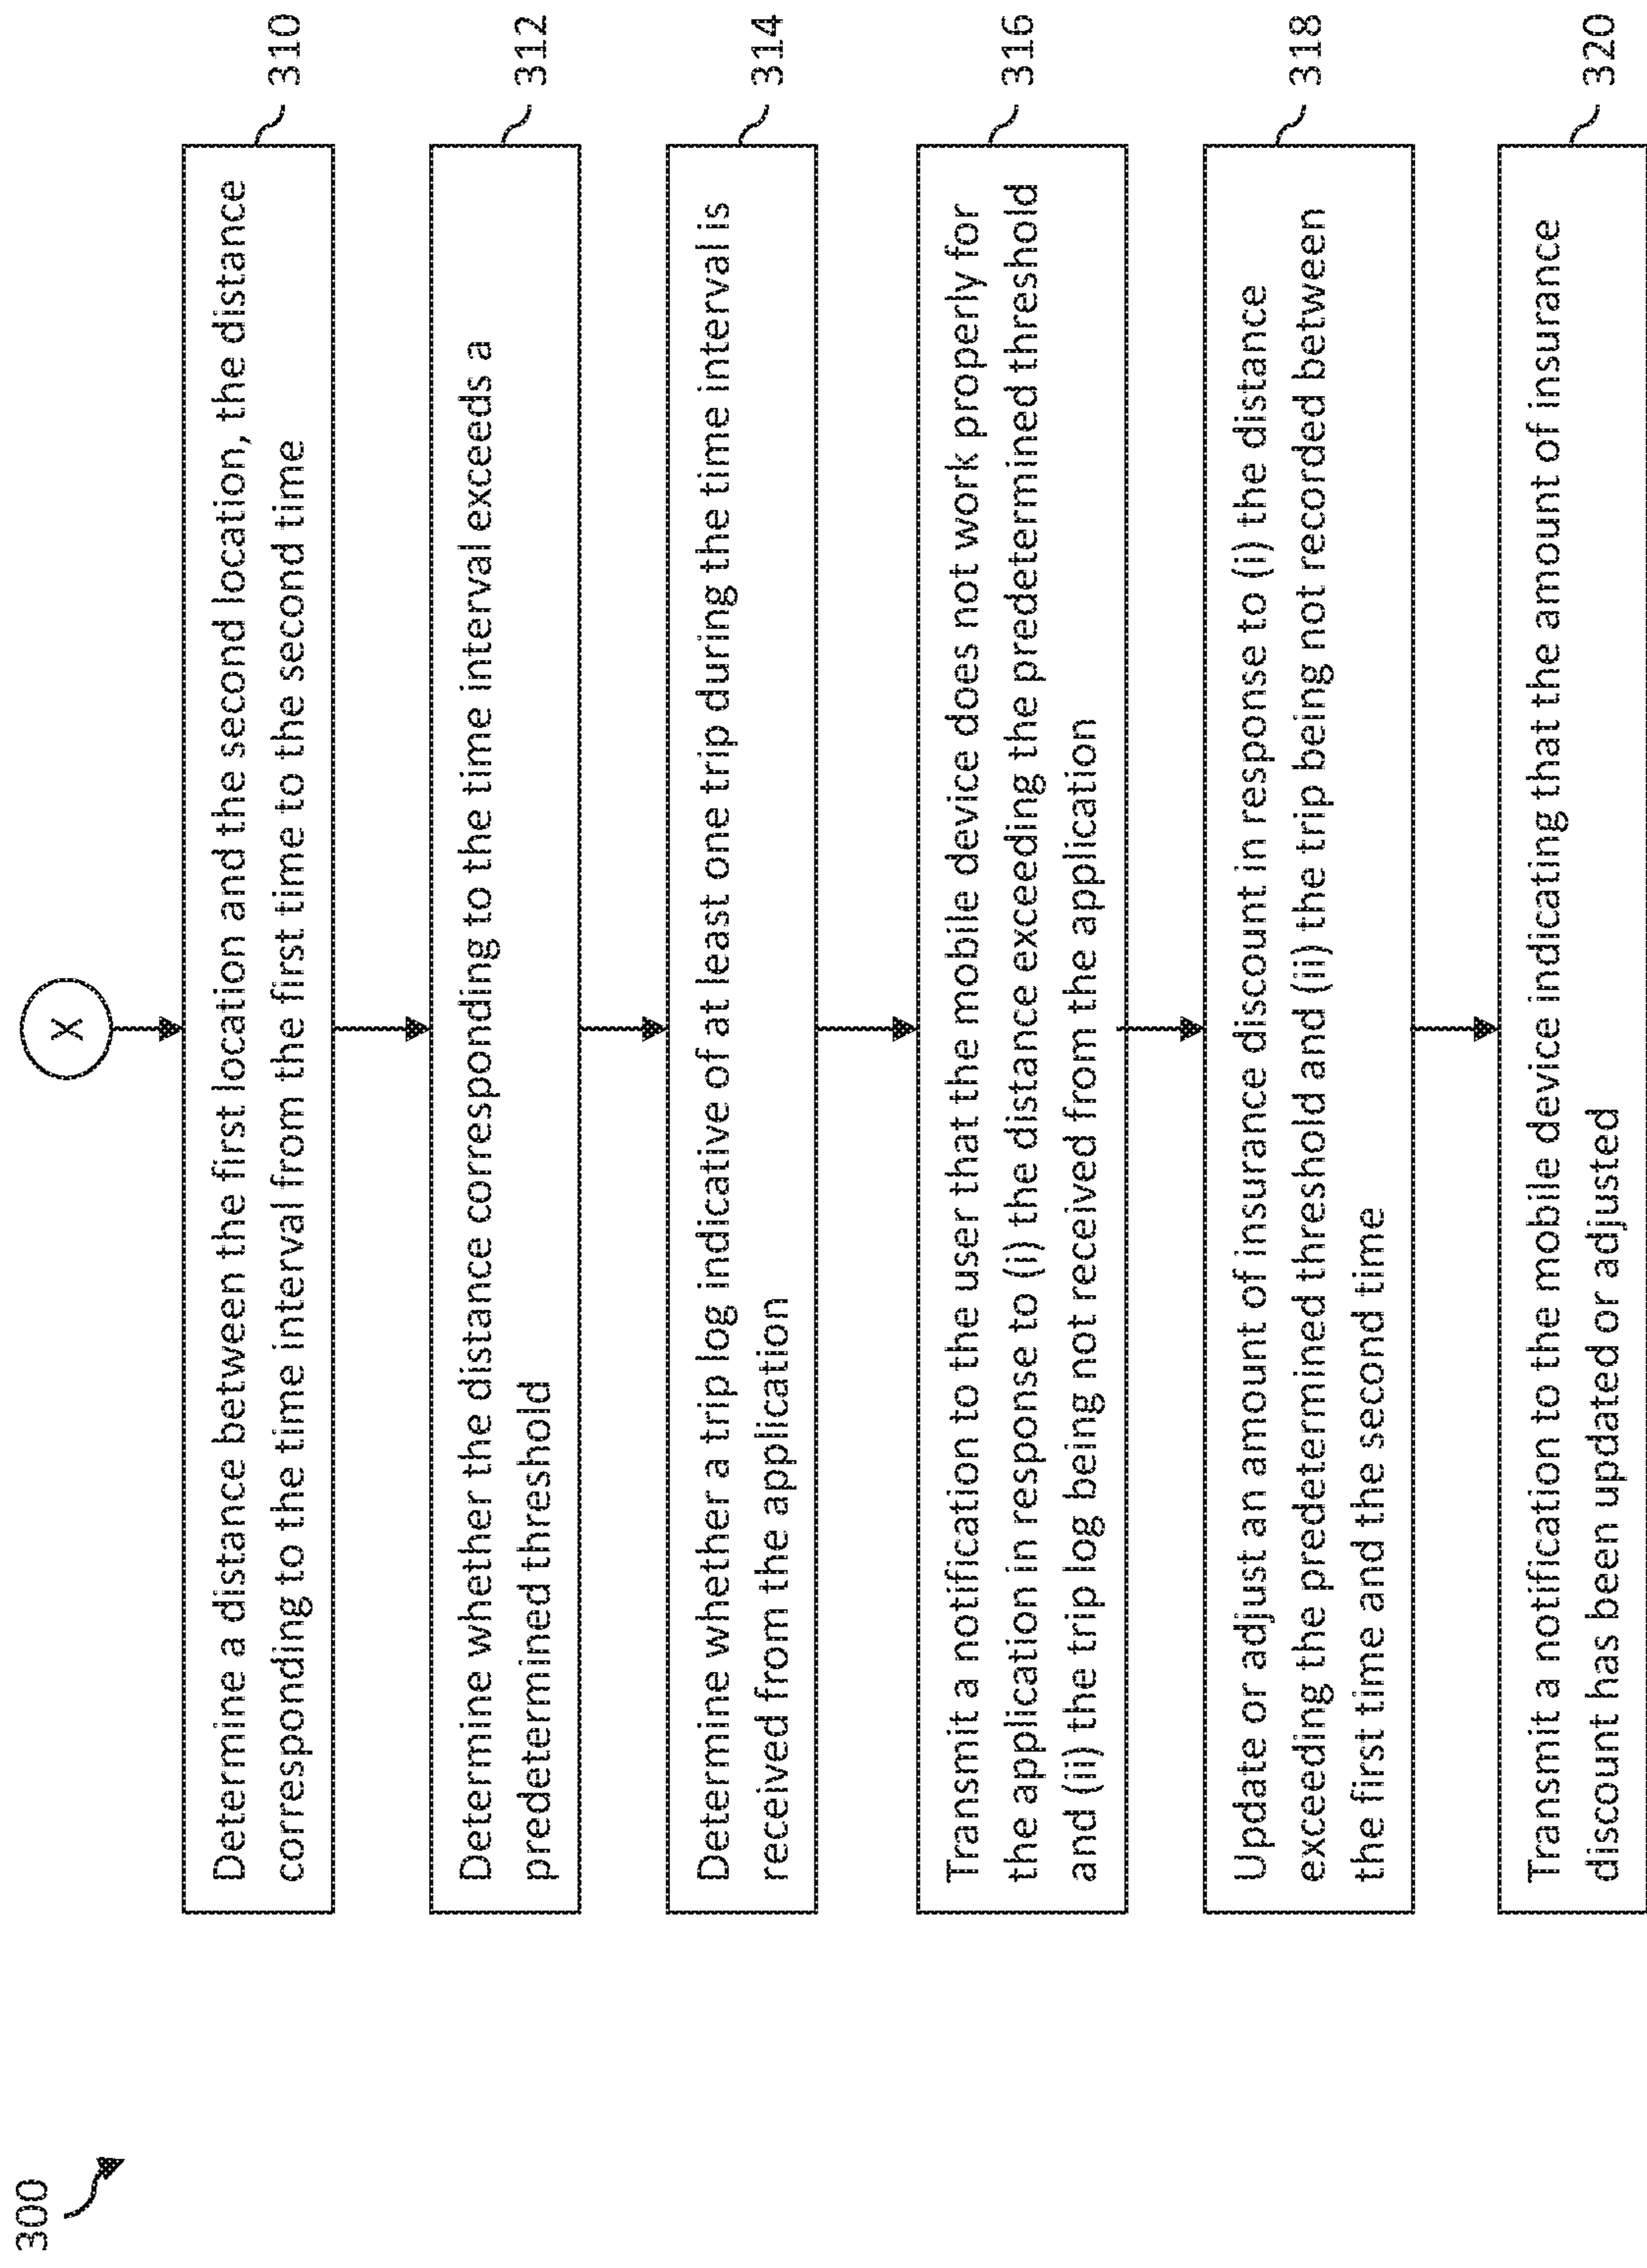 300
X
Determine a distance between the first location and the second location, the distance
corresponding to the time interval from the first time to the second time
310
Determine whether the distance corresponding to the time interval exceeds a
predetermined threshold
312
Determine whether a trip log indicative of at least one trip during the time interval is
received from the application
314
Transmit a notification to the user that the mobile device does not work properly for
the application in response to (i) the distance exceeding the predetermined threshold
and (ii) the trip log being not received from the application
316
Update or adjust an amount of insurance discount in response to (i) the distance
exceeding the predetermined threshold and (ii) the trip being not recorded between
the first time and the second time
318
Transmit a notification to the mobile device indicating that the amount of insurance
discount has been updated or adjusted
320